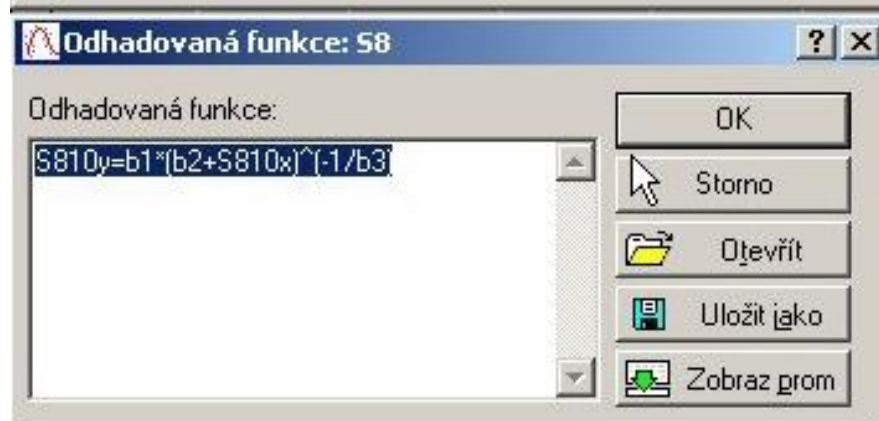 Odhadovaná funkce: S8
Odhadovaná funkce:
S810y=b1*(b2+S810x)^(-1/b3)
OK
Storno
Otevřít
Uložit jako
Zobraz prom